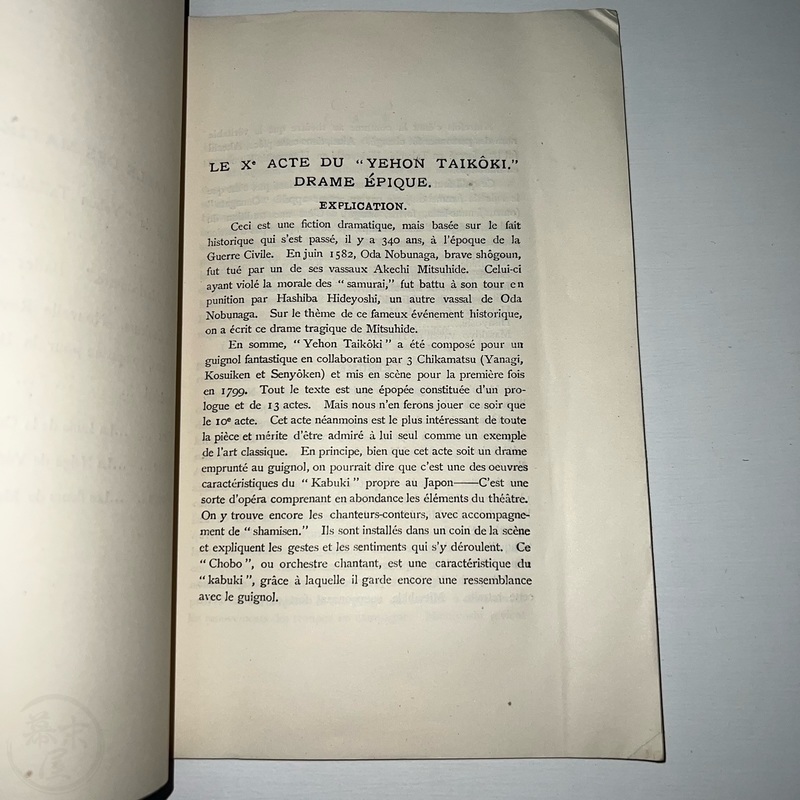 LE Xe ACTE DU "YEHON TAIKÔKI."
DRAME ÉPIQUE.
EXPLICATION.
Ceci est une fiction dramatique, mais basée sur le fait
historique qui s'est passé, il y a 340 ans, à l'époque de la
Guerre Civile. En juin 1582, Oda Nobunaga, brave shôgoun,
fut tué par un de ses vassaux Akechi Mitsuhide. Celui-ci
ayant violé la morale des "samurai," fut battu à son tour en
punition par Hashiba Hideyoshi, un autre vassal de Oda
Nobunaga. Sur le thème de ce fameux événement historique,
on a écrit ce drame tragique de Mitsuhide.
En somme, "Yehon Taikôki" a été composé pour un
guignol fantastique en collaboration par 3 Chikamatsu (Yanagi,
Kosuiken et Senyôken) et mis en scène pour la première fois
en 1799. Tout le texte est une épopée constituée d'un pro-
logue et de 13 actes. Mais nous n'en ferons jouer ce soir que
le 10e acte. Cet acte néanmoins est le plus intéressant de toute
la pièce et mérite d'être admiré à lui seul comme un exemple
de l'art classique. En principe, bien que cet acte soit un drame
emprunté au guignol, on pourrait dire que c'est une des oeuvres
caractéristiques du "Kabuki" propre au Japon——C'est une
sorte d'opéra comprenant en abondance les éléments du théâtre.
On y trouve encore les chanteurs-conteurs, avec accompagne-
ment de "shamisen." Ils sont installés dans un coin de la scène
et expliquent les gestes et les sentiments qui s'y déroulent. Ce
"Chobo", ou orchestre chantant, est une caractéristique du
"kabuki", grâce à laquelle il garde encore une ressemblance
avec le guignol.
幕末屋